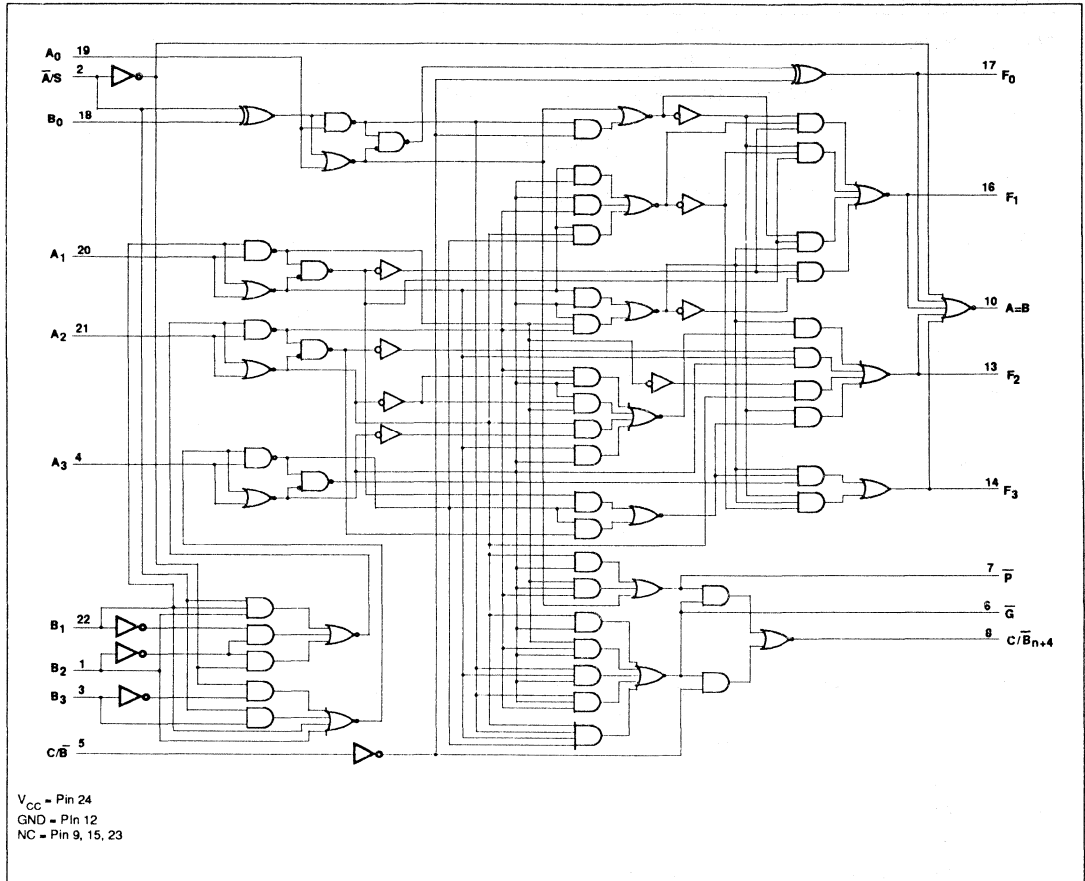 A₀ 19
A̅/S 2
B₀ 18
17 F₀
16 F₁
A₁ 20
10 A=B
A₂ 21
13 F₂
A₃ 4
14 F₃
7 P̅
6 G̅
8 C/B̅ₙ₊₄
B₁ 22
B₂ 1
B₃ 3
C/B̅ 5
V_CC = Pin 24
GND = Pin 12
NC = Pin 9, 15, 23